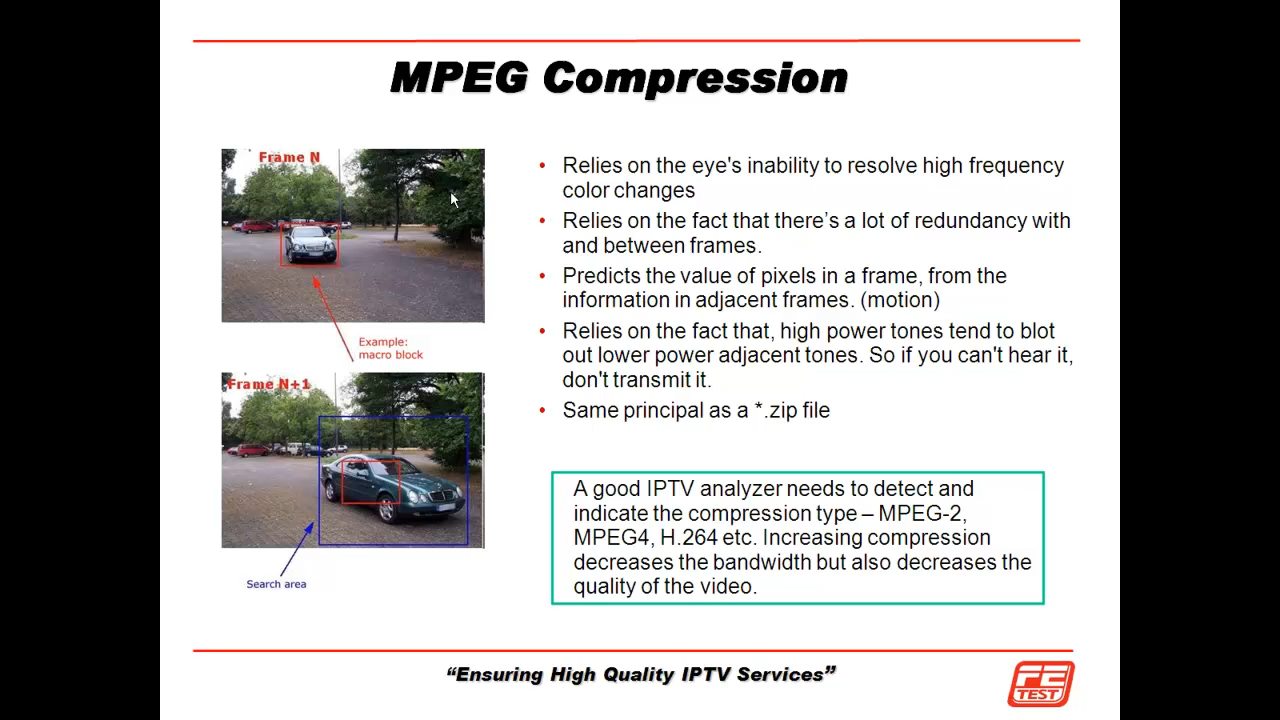 MPEG Compression
Frame N
Example:
macro block
Frame N+1
Search area
• Relies on the eye's inability to resolve high frequency
color changes
• Relies on the fact that there’s a lot of redundancy with
and between frames.
• Predicts the value of pixels in a frame, from the
information in adjacent frames. (motion)
• Relies on the fact that, high power tones tend to blot
out lower power adjacent tones. So if you can't hear it,
don't transmit it.
• Same principal as a *.zip file
A good IPTV analyzer needs to detect and
indicate the compression type – MPEG-2,
MPEG4, H.264 etc. Increasing compression
decreases the bandwidth but also decreases the
quality of the video.
“Ensuring High Quality IPTV Services”
FE
TEST